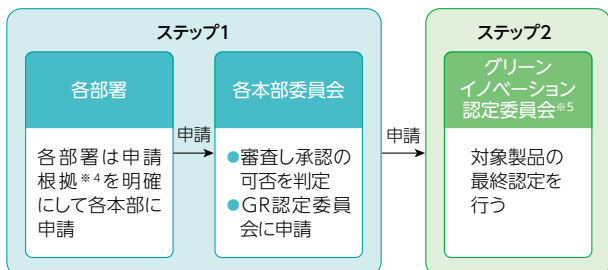 ステップ1
各部署
各部署は申請
根拠※4を明確
にして各本部に
申請
申請
各本部委員会
●審査し承認の
可否を判定
●GR認定委員
会に申請
申請
ステップ2
グリーン
イノベーション
認定委員会※5
対象製品の
最終認定を
行う